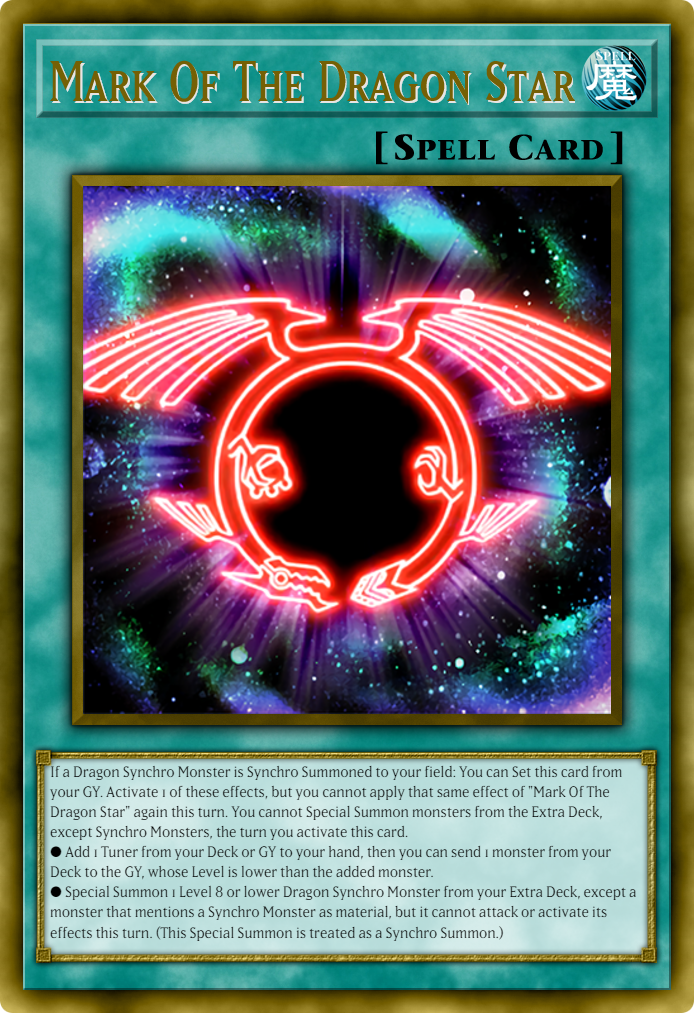 Mark Of The Dragon Star
SPELL
魔
[Spell Card]
If a Dragon Synchro Monster is Synchro Summoned to your field: You can Set this card from
your GY. Activate 1 of these effects, but you cannot apply that same effect of "Mark Of The
Dragon Star" again this turn. You cannot Special Summon monsters from the Extra Deck,
except Synchro Monsters, the turn you activate this card.
● Add 1 Tuner from your Deck or GY to your hand, then you can send 1 monster from your
Deck to the GY, whose Level is lower than the added monster.
● Special Summon 1 Level 8 or lower Dragon Synchro Monster from your Extra Deck, except a
monster that mentions a Synchro Monster as material, but it cannot attack or activate its
effects this turn. (This Special Summon is treated as a Synchro Summon.)